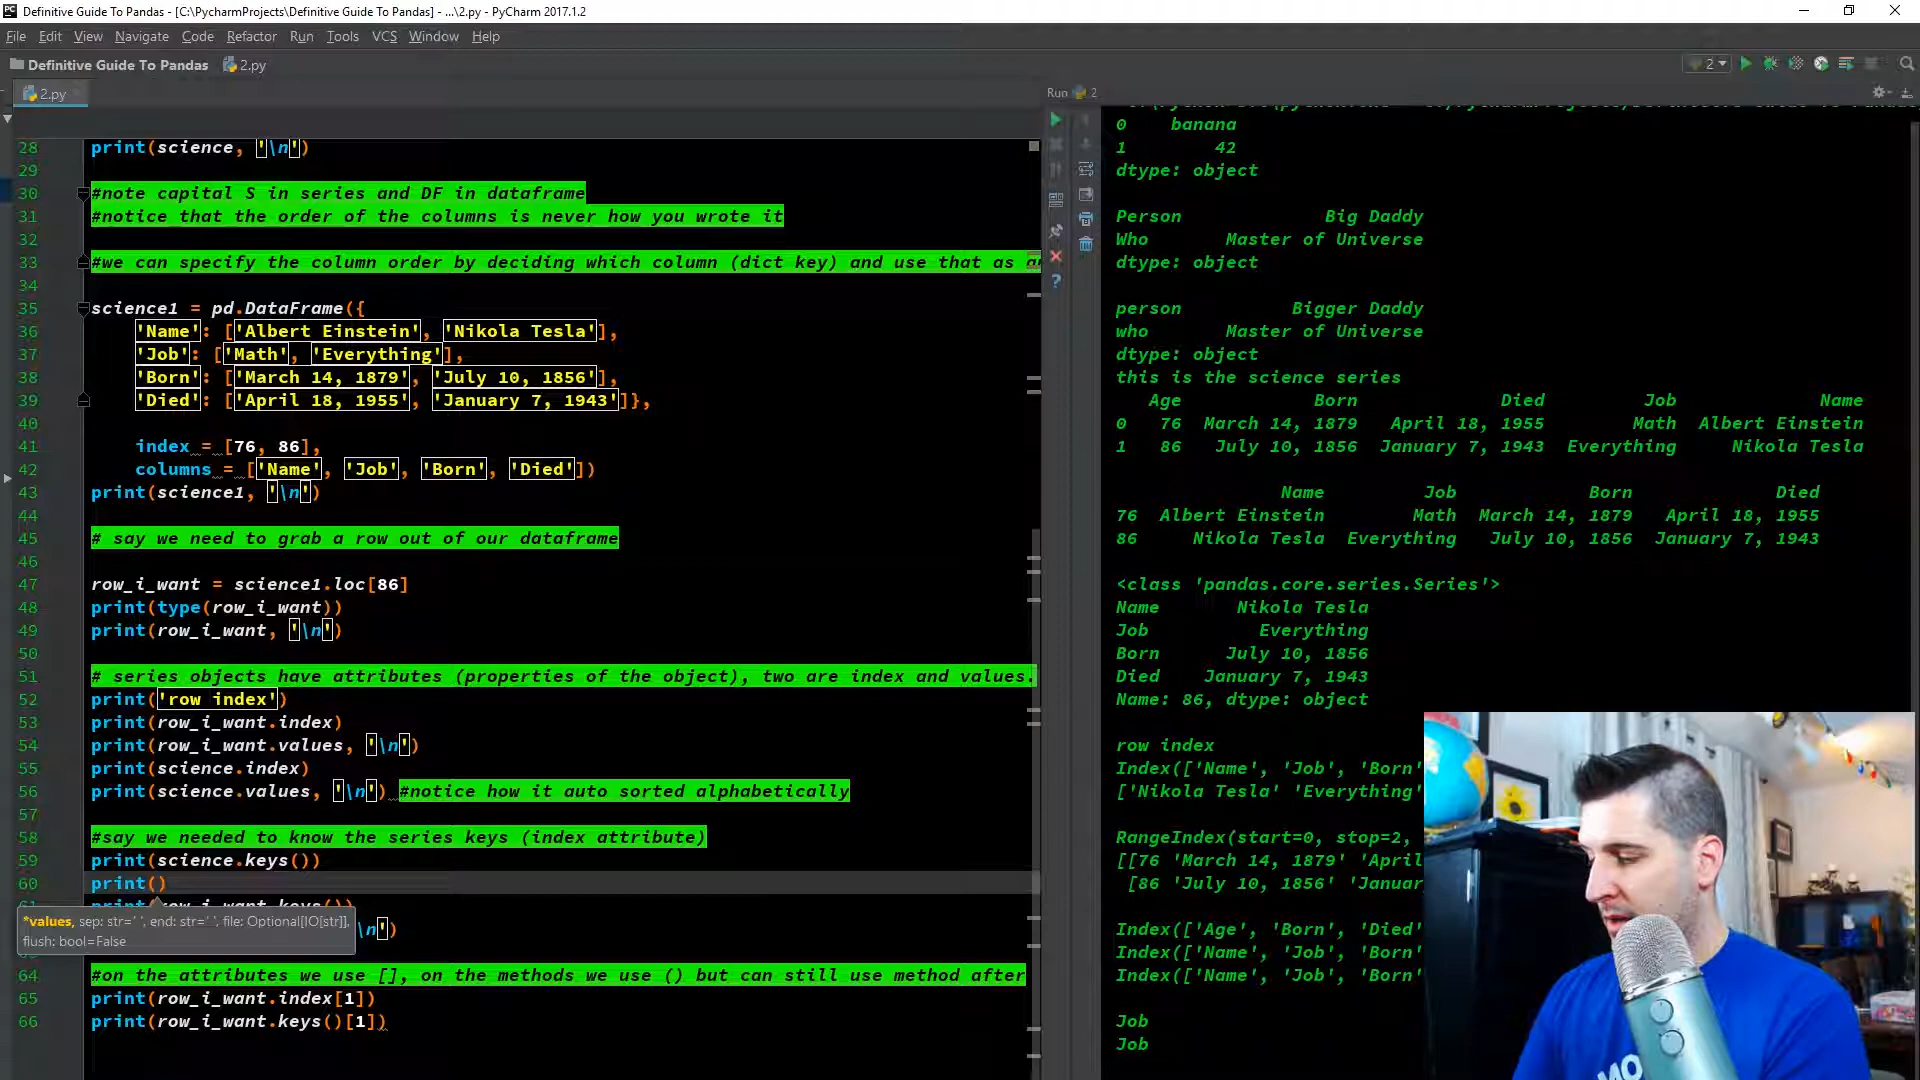 Definitive Guide To Pandas - [C:\PycharmProjects\Definitive Guide To Pandas] - ...\2.py - PyCharm 2017.1.2
File Edit View Navigate Code Refactor Run Tools VCS Window Help
Definitive Guide To Pandas 2.py
2
2.py
Run 2
28 print(science, '\n')
29
30 #note capital S in series and DF in dataframe
31 #notice that the order of the columns is never how you wrote it
32
33 #we can specify the column order by deciding which column (dict key) and use that as
34
35 science1 = pd.DataFrame({
36 'Name': ['Albert Einstein', 'Nikola Tesla'],
37 'Job': ['Math', 'Everything'],
38 'Born': ['March 14, 1879', 'July 10, 1856'],
39 'Died': ['April 18, 1955', 'January 7, 1943']},
40
41 index = [76, 86],
42 columns = ['Name', 'Job', 'Born', 'Died'])
43 print(science1, '\n')
44
45 # say we need to grab a row out of our dataframe
46
47 row_i_want = science1.loc[86]
48 print(type(row_i_want))
49 print(row_i_want, '\n')
50
51 # series objects have attributes (properties of the object), two are index and values.
52 print('row index')
53 print(row_i_want.index)
54 print(row_i_want.values, '\n')
55 print(science.index)
56 print(science.values, '\n') #notice how it auto sorted alphabetically
57
58 #say we needed to know the series keys (index attribute)
59 print(science.keys())
60 print()
*values, sep: str=' ', end: str=' ', file: Optional[IO[str]],
flush: bool=False
\n')
64 #on the attributes we use [], on the methods we use () but can still use method after
65 print(row_i_want.index[1])
66 print(row_i_want.keys()[1])
0 banana
1 42
dtype: object
Person Big Daddy
Who Master of Universe
dtype: object
person Bigger Daddy
who Master of Universe
dtype: object
this is the science series
Age Born Died Job Name
0 76 March 14, 1879 April 18, 1955 Math Albert Einstein
1 86 July 10, 1856 January 7, 1943 Everything Nikola Tesla
Name Job Born Died
76 Albert Einstein Math March 14, 1879 April 18, 1955
86 Nikola Tesla Everything July 10, 1856 January 7, 1943
<class 'pandas.core.series.Series'>
Name Nikola Tesla
Job Everything
Born July 10, 1856
Died January 7, 1943
Name: 86, dtype: object
row index
Index(['Name', 'Job', 'Born'
['Nikola Tesla' 'Everything'
RangeIndex(start=0, stop=2,
[[76 'March 14, 1879' 'April
[86 'July 10, 1856' 'Januar
Index(['Age', 'Born', 'Died'
Index(['Name', 'Job', 'Born'
Index(['Name', 'Job', 'Born'
Job
Job